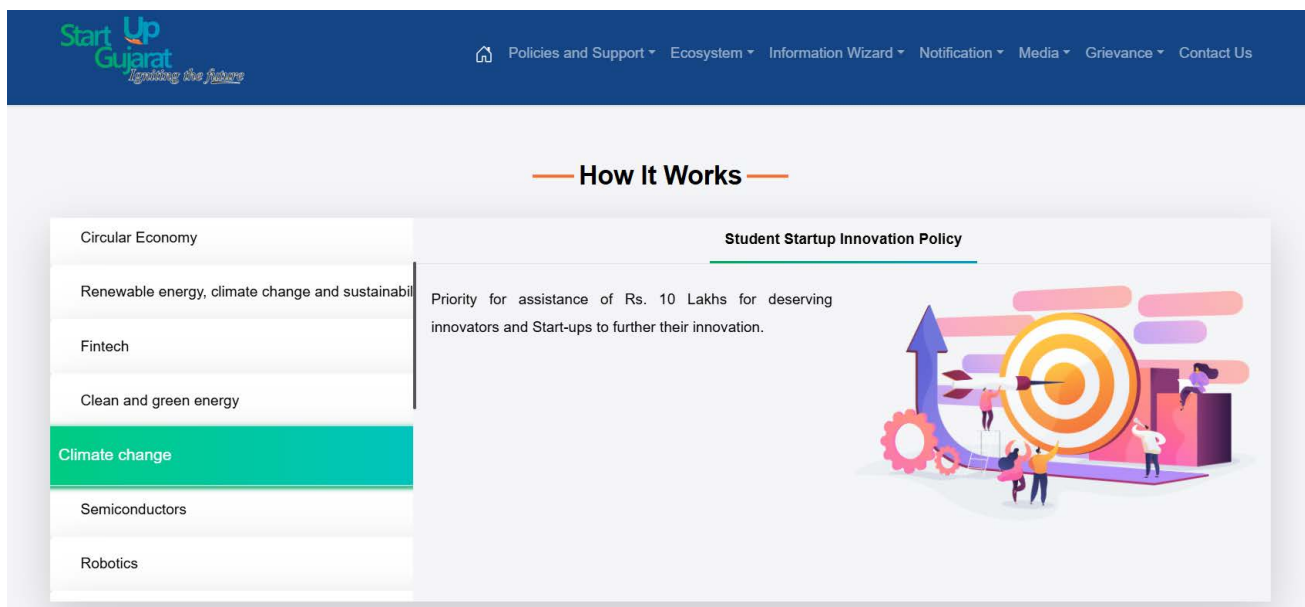 Start Up
Gujarat
Igniting the future
Policies and Support Ecosystem Information Wizard Notification Media Grievance Contact Us
How It Works
Circular Economy
Renewable energy, climate change and sustainabil
Fintech
Clean and green energy
Climate change
Semiconductors
Robotics
Student Startup Innovation Policy
Priority for assistance of Rs. 10 Lakhs for deserving
innovators and Start-ups to further their innovation.